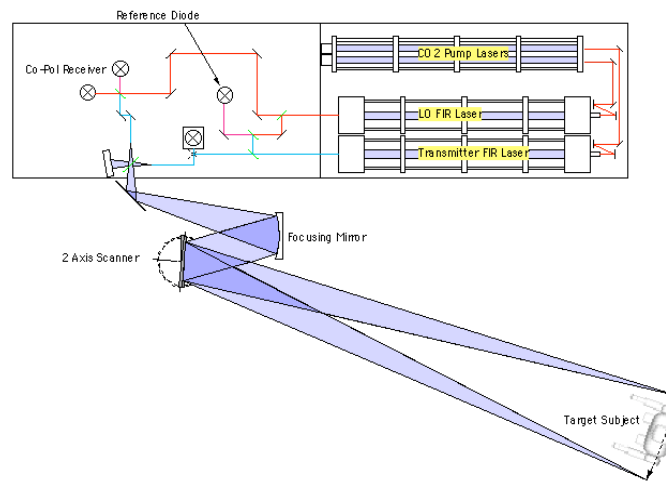 Reference Diode
CO 2 Pump Lasers
Co-Pol Receiver
LO FIR Laser
Transmitter FIR Laser
Focusing Mirror
2 Axis Scanner
Target Subject